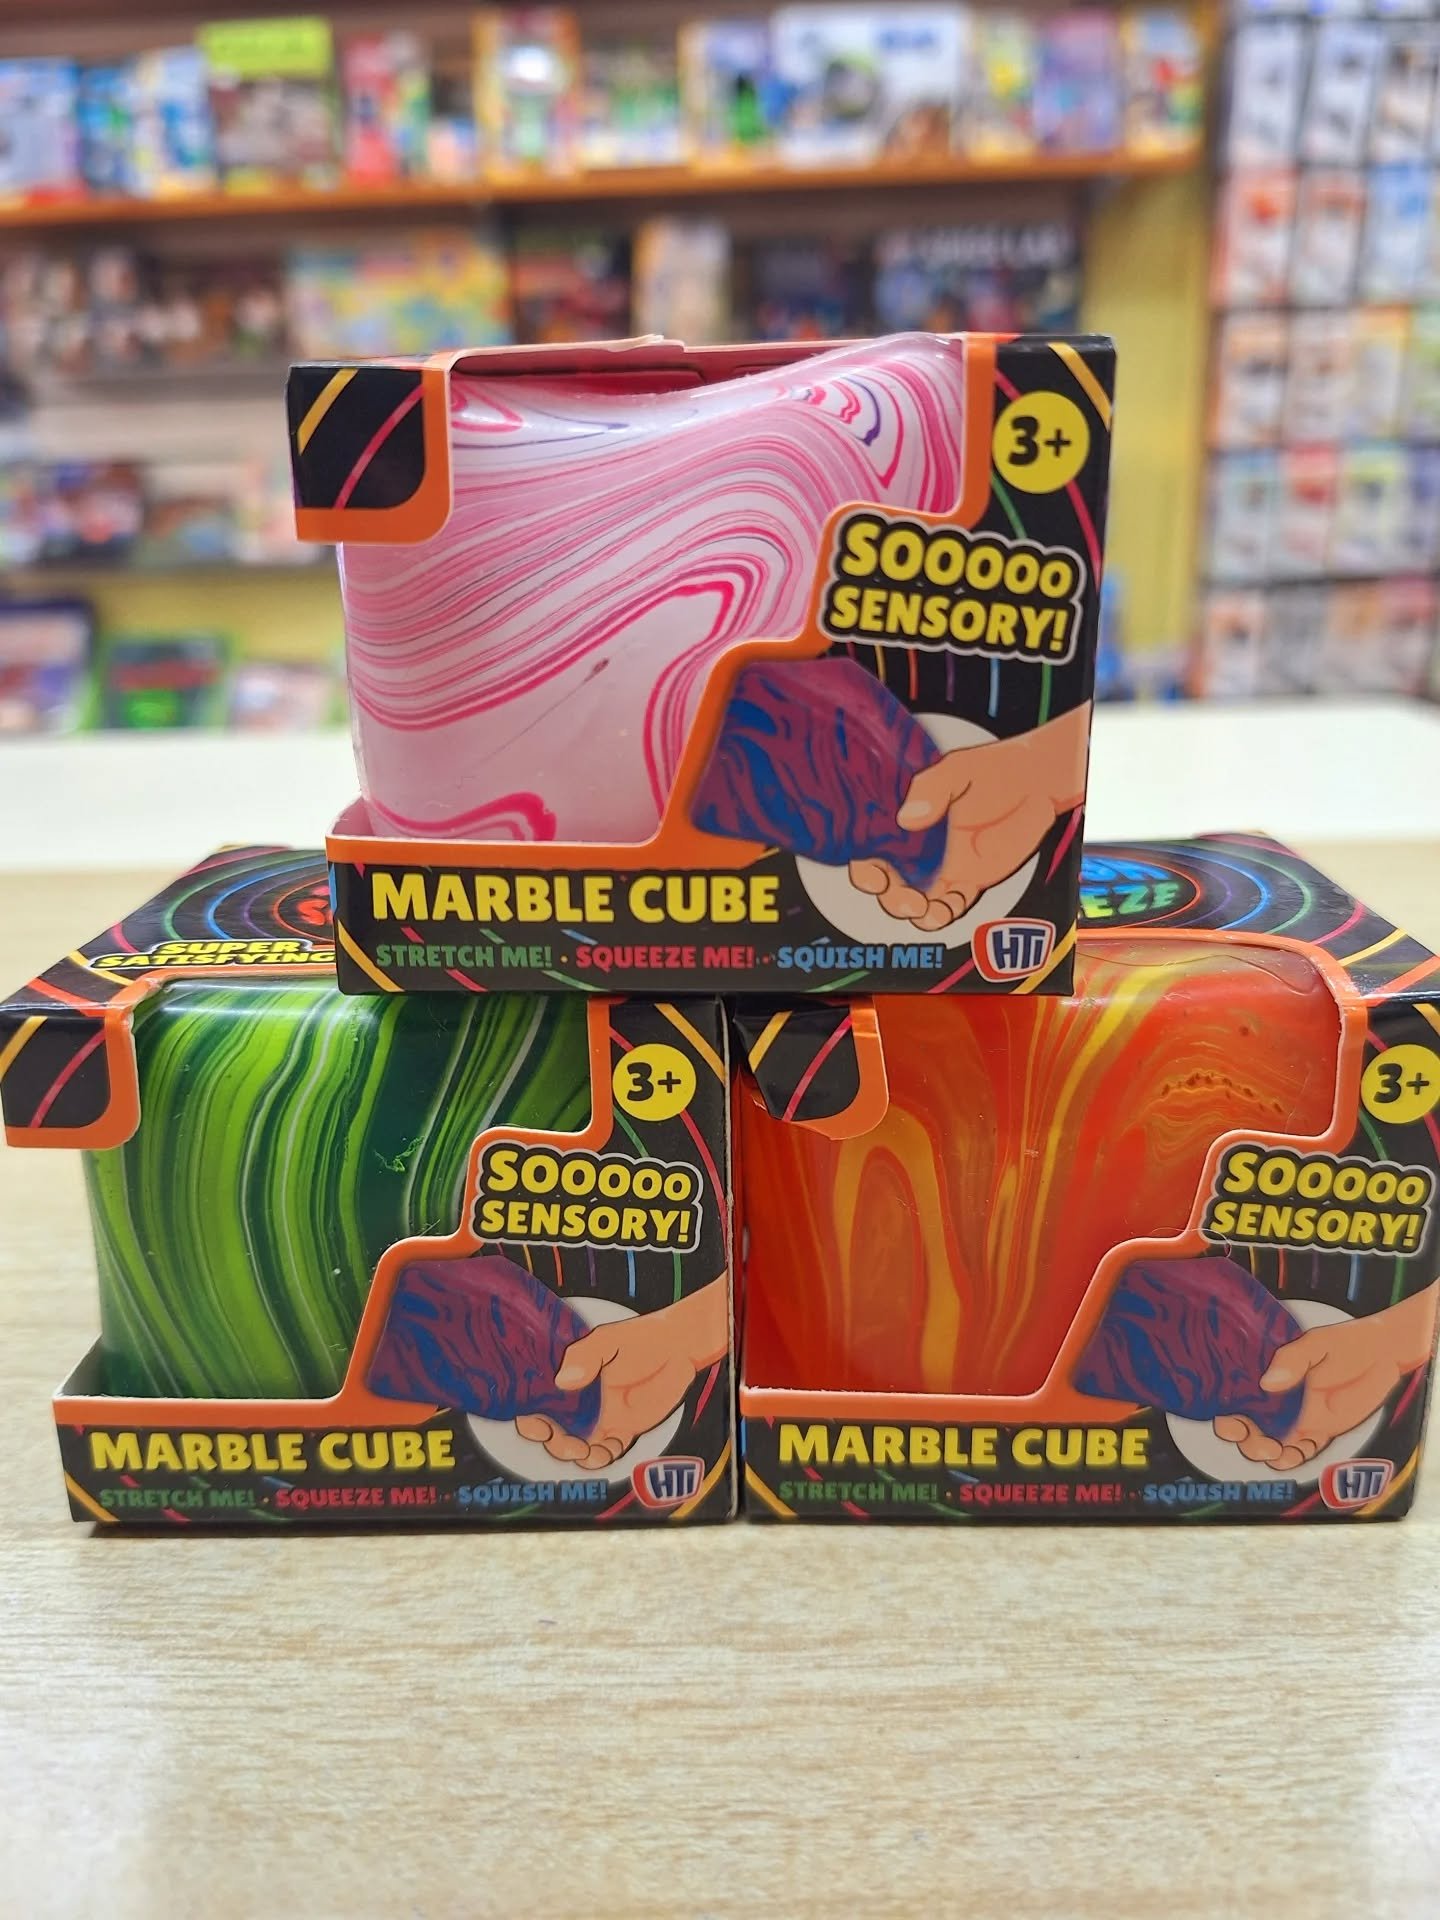 3+
SOOOOO
SENSORY!
MARBLE CUBE
STRETCH ME! · SQUEEZE ME! · SQUISH ME!
HTI
SUPER
SATISFYING
3+
SOOOOO
SENSORY!
MARBLE CUBE
STRETCH ME! · SQUEEZE ME! · SQUISH ME!
HTI
3+
SOOOOO
SENSORY!
MARBLE CUBE
STRETCH ME! · SQUEEZE ME! · SQUISH ME!
HTI